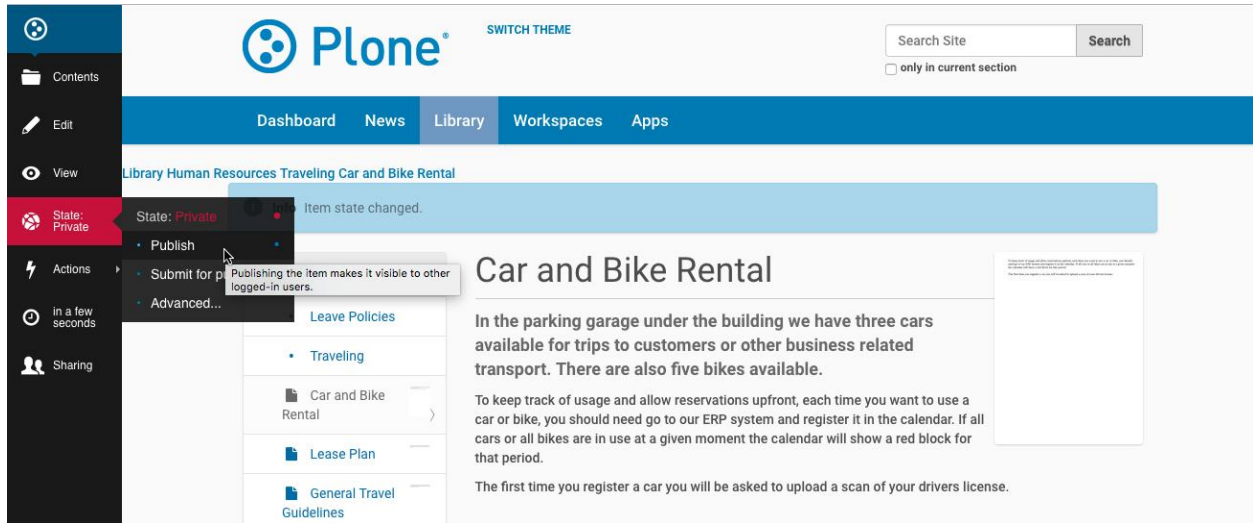 Plone®
SWITCH THEME
Search Site
Search
only in current section
Contents
Edit
View
State:
Private
Actions
in a few
seconds
Sharing
Dashboard News Library Workspaces Apps
Library Human Resources Traveling Car and Bike Rental
Info Item state changed.
State: Private
Publish
Submit for
Advanced...
Publishing the item makes it visible to other
logged-in users.
Leave Policies
Traveling
Car and Bike
Rental
Lease Plan
General Travel
Guidelines
Car and Bike Rental
In the parking garage under the building we have three cars
available for trips to customers or other business related
transport. There are also five bikes available.
To keep track of usage and allow reservations upfront, each time you want to use a
car or bike, you should need go to our ERP system and register it in the calendar. If all
cars or all bikes are in use at a given moment the calendar will show a red block for
that period.
The first time you register a car you will be asked to upload a scan of your drivers license.